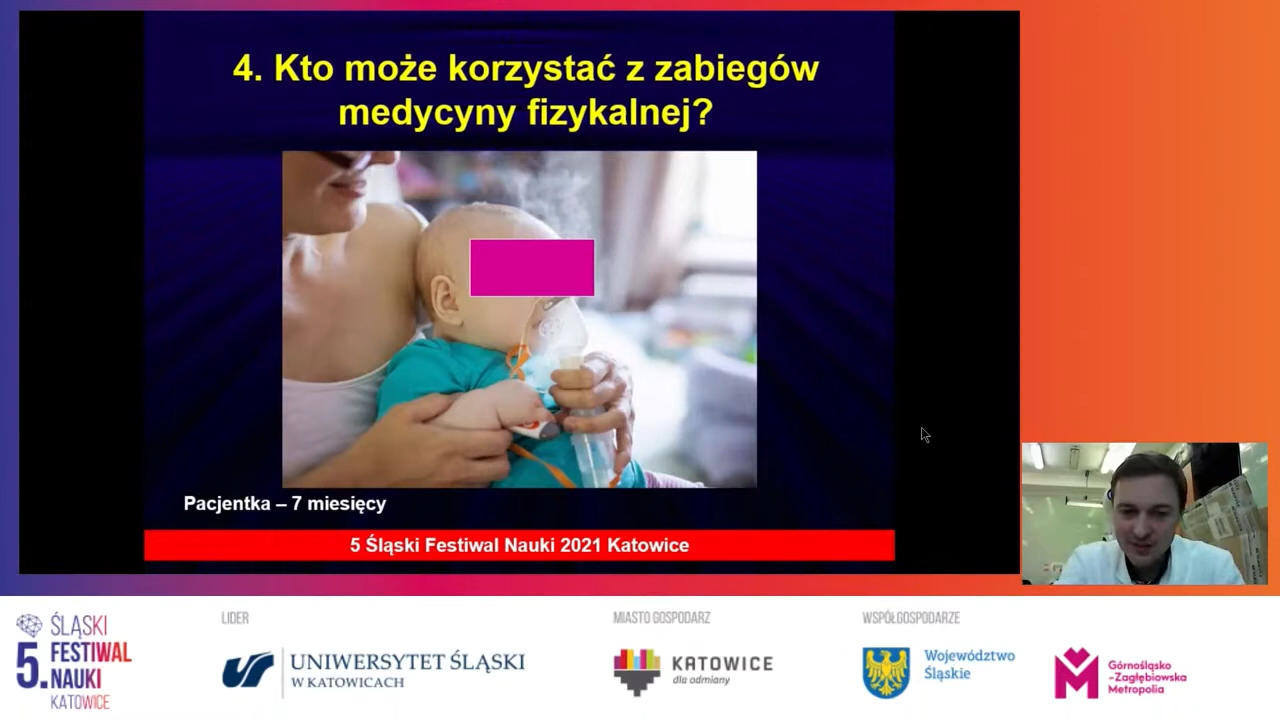 4. Kto może korzystać z zabiegów
medycyny fizykalnej?
Pacjentka – 7 miesięcy
5 Śląski Festiwal Nauki 2021 Katowice
5. ŚLĄSKI
FESTIWAL
NAUKI
KATOWICE
LIDER
UNIWERSYTET ŚLĄSKI
W KATOWICACH
MIASTO GOSPODARZ
KATOWICE
dla odmiany
WSPÓŁGOSPODARZE
Województwo
Śląskie
Górnośląsko
-Zagłębiowska
Metropolia